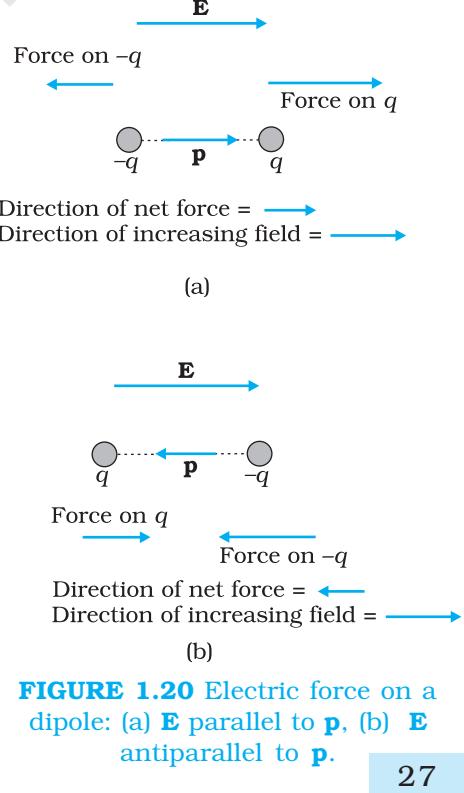 E
Force on –q
Force on q
–q
p
q
Direction of net force =
Direction of increasing field =
(a)
E
q
p
–q
Force on q
Force on –q
Direction of net force =
Direction of increasing field =
(b)
FIGURE 1.20 Electric force on a
dipole: (a) E parallel to p, (b) E
antiparallel to p.
27